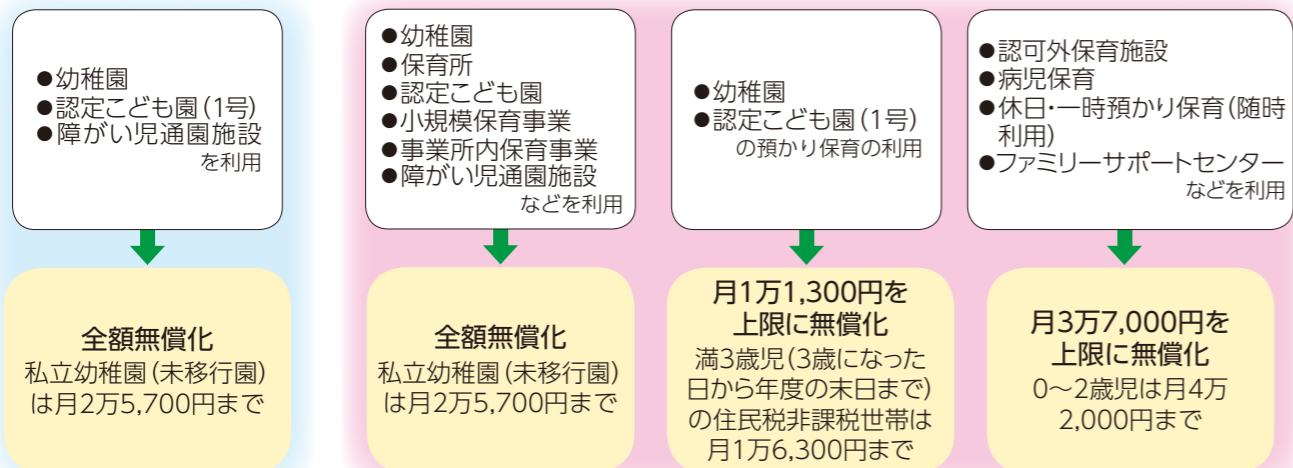 ●幼稚園
●認定こども園(1号)
●障がい児通園施設
を利用
全額無償化
私立幼稚園(未移行園)
は月2万5,700円まで
●幼稚園
●保育所
●認定こども園
●小規模保育事業
●事業所内保育事業
●障がい児通園施設
などを利用
全額無償化
私立幼稚園(未移行園)
は月2万5,700円まで
●幼稚園
●認定こども園(1号)
の預かり保育の利用
月1万1,300円を
上限に無償化
満3歳児(3歳になった
日から年度の末日まで)
の住民税非課税世帯は
月1万6,300円まで
●認可外保育施設
●病児保育
●休日・一時預かり保育(随時
利用)
●ファミリーサポートセンター
などを利用
月3万7,000円を
上限に無償化
0〜2歳児は月4万
2,000円まで